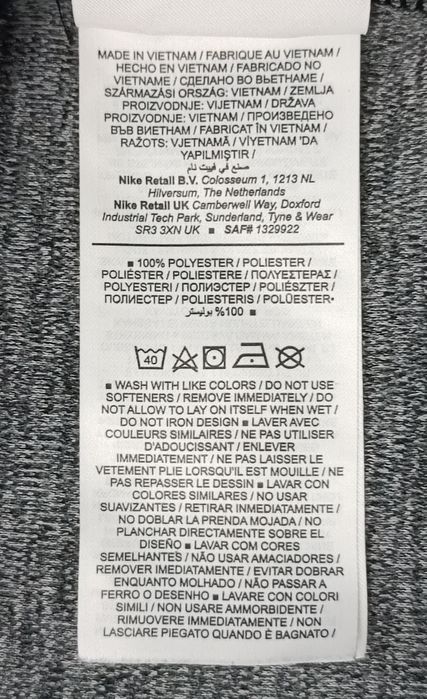 MADE IN VIETNAM / FABRIQUE AU VIETNAM /
HECHO EN VIETNAM / FABRICADO NO
VIETNAME / СДЕЛАНО ВО ВЬЕТНАМЕ /
SZÁRMAZÁSI ORSZÁG: VIETNAM / ZEMLJA
PROIZVODNJE: VIJETNAM / DRŽAVA
PROIZVODNJE: VIETNAM / ПРОИЗВЕДЕНО
ВЪВ ВИЕТНАМ / FABRICAT ÎN VIETNAM /
RAŽOTS: VJETNAMĀ / VİYETNAM 'DA
YAPILMIŞTIR /
صنع في فييت نام
Nike Retail B.V. Colosseum 1, 1213 NL
Hilversum, The Netherlands
Nike Retail UK Camberwell Way, Doxford
Industrial Tech Park, Sunderland, Tyne & Wear
SR3 3XN UK ■ SAF# 1329922
■ 100% POLYESTER / POLIESTER /
POLIÉSTER / POLIESTERE / ΠΟΛΥΕΣΤΕΡΑΣ /
POLYESTERI / ПОЛИЭСТЕР / POLIÉSZTER /
ПОЛИЕСТЕР / POLIESTERIS / POLÜESTER•
100% بوليستر ■
40
■ WASH WITH LIKE COLORS / DO NOT USE
SOFTENERS / REMOVE IMMEDIATELY / DO
NOT ALLOW TO LAY ON ITSELF WHEN WET /
DO NOT IRON DESIGN ■ LAVER AVEC
COULEURS SIMILAIRES / NE PAS UTILISER
D'ADOUCISSANT / ENLEVER
IMMEDIATEMENT / NE PAS LAISSER LE
VETEMENT PLIE LORSQU'IL EST MOUILLE / NE
PAS REPASSER LE DESSIN ■ LAVAR CON
COLORES SIMILARES / NO USAR
SUAVIZANTES / RETIRAR INMEDIATAMENTE /
NO DOBLAR LA PRENDA MOJADA / NO
PLANCHAR DIRECTAMENTE SOBRE EL
DISEÑO ■ LAVAR COM CORES
SEMELHANTES / NÃO USAR AMACIADORES /
REMOVER IMEDIATAMENTE / EVITAR DOBRAR
ENQUANTO MOLHADO / NÃO PASSAR A
FERRO O DESENHO ■ LAVARE CON COLORI
SIMILI / NON USARE AMMORBIDENTE /
RIMUOVERE IMMEDIATAMENTE / NON
LASCIARE PIEGATO QUANDO È BAGNATO /